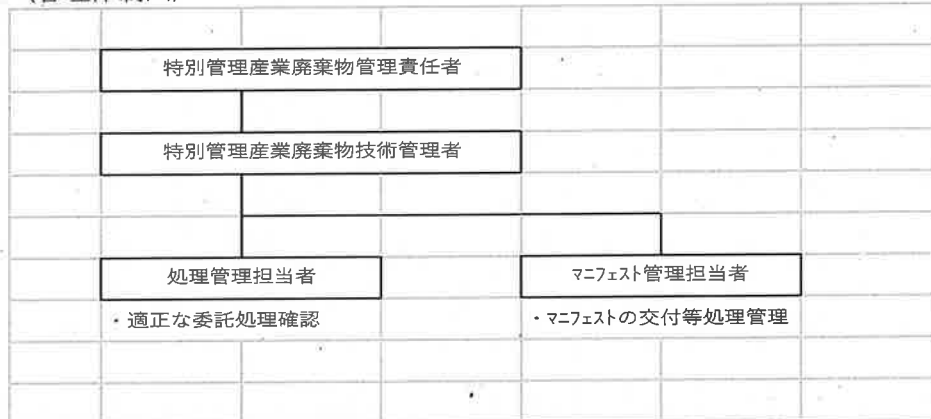 特別管理産業廃棄物管理責任者
特別管理産業廃棄物技術管理者
処理管理担当者
マニフェスト管理担当者
・適正な委託処理確認
・マニフェストの交付等処理管理